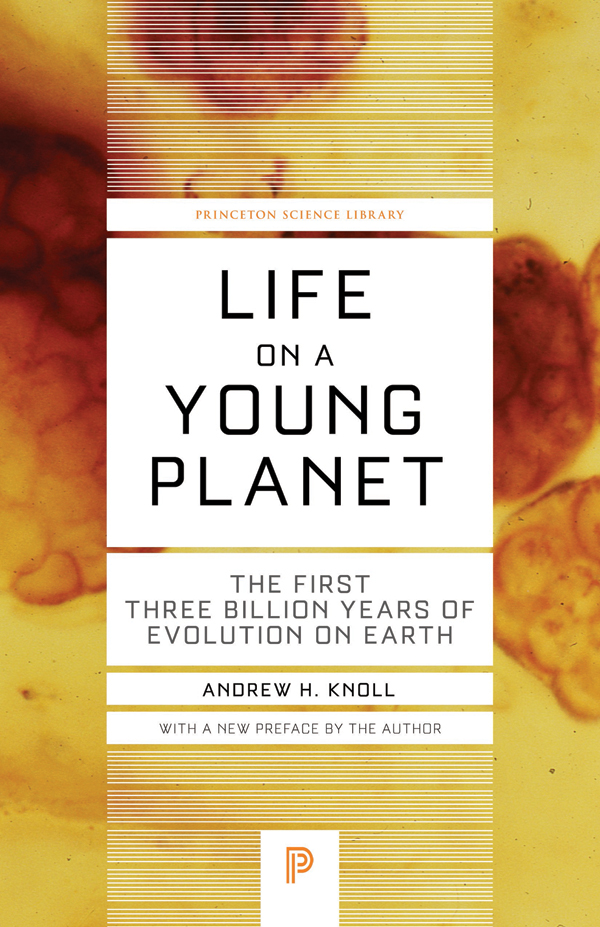 PRINCETON SCIENCE LIBRARY
LIFE
ON A
YOUNG
PLANET
THE FIRST
THREE BILLION YEARS OF
EVOLUTION ON EARTH
ANDREW H. KNOLL
WITH A NEW PREFACE BY THE AUTHOR
P